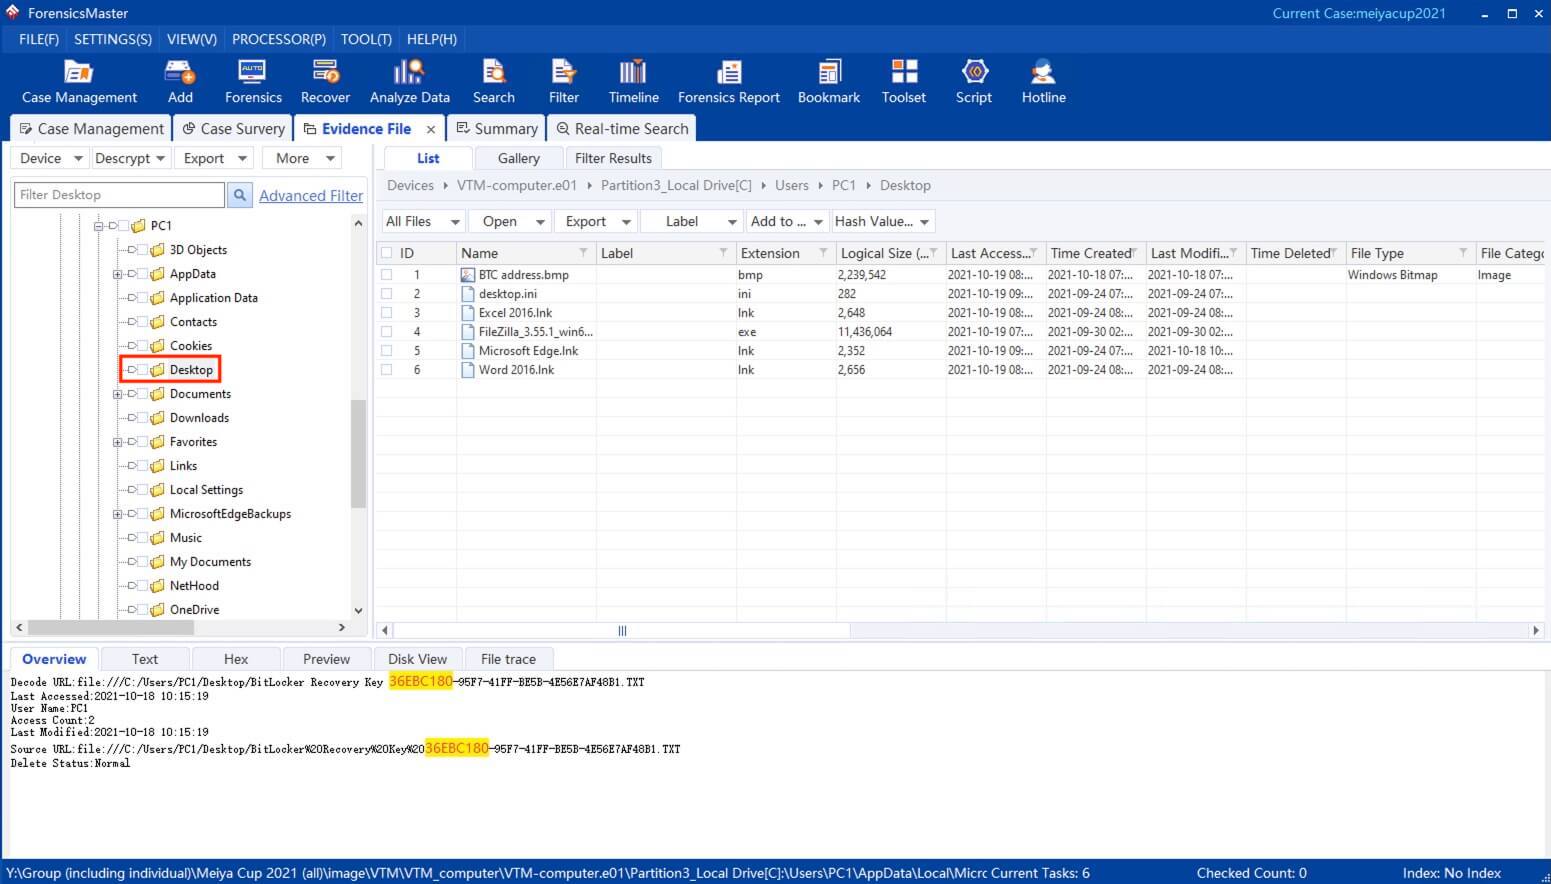 ForensicsMaster
Current Case:meiyacup2021
FILE(F) SETTINGS(S) VIEW(V) PROCESSOR(P) TOOL(T) HELP(H)
AUTO
Case Management Add Forensics Recover Analyze Data Search Filter Timeline Forensics Report Bookmark Toolset Script Hotline
Case Management Case Survery Evidence File Summary Real-time Search
Device Descrypt Export More
List Gallery Filter Results
Filter Desktop Advanced Filter
Devices VTM-computer.e01 Partition3_Local Drive[C] Users PC1 Desktop
All Files Open Export Label Add to ... Hash Value...
PC1
3D Objects
AppData
Application Data
Contacts
Cookies
Desktop
Documents
Downloads
Favorites
Links
Local Settings
MicrosoftEdgeBackups
Music
My Documents
NetHood
OneDrive
ID Name Label Extension Logical Size (... Last Access... Time Created Last Modifi... Time Deleted File Type File Catego
1 BTC address.bmp bmp 2,239,542 2021-10-19 08:... 2021-10-18 07:... 2021-10-18 07:... Windows Bitmap Image
2 desktop.ini ini 282 2021-10-19 09:... 2021-09-24 07:... 2021-09-24 07:...
3 Excel 2016.lnk lnk 2,648 2021-10-19 08:... 2021-09-24 08:... 2021-09-24 08:...
4 FileZilla_3.55.1_win6... exe 11,436,064 2021-10-19 07:... 2021-09-30 02:... 2021-09-30 02:...
5 Microsoft Edge.lnk lnk 2,352 2021-10-19 09:... 2021-09-24 07:... 2021-10-18 10:...
6 Word 2016.lnk lnk 2,656 2021-10-19 08:... 2021-09-24 08:... 2021-09-24 08:...
Overview Text Hex Preview Disk View File trace
Decode URL:file:///C:/Users/PC1/Desktop/BitLocker Recovery Key 36EBC180-95F7-41FF-BE5B-4E56E7AF48B1.TXT
Last Accessed:2021-10-18 10:15:19
User Name:PC1
Access Count:2
Last Modified:2021-10-18 10:15:19
Source URL:file:///C:/Users/PC1/Desktop/BitLocker%20Recovery%20Key%2036EBC180-95F7-41FF-BE5B-4E56E7AF48B1.TXT
Delete Status:Normal
Y:\Group (including individual)\Meiya Cup 2021 (all)\image\VTM\VTM_computer\VTM-computer.e01\Partition3_Local Drive[C]:\Users\PC1\AppData\Local\Micrc Current Tasks: 6 Checked Count: 0 Index: No Index